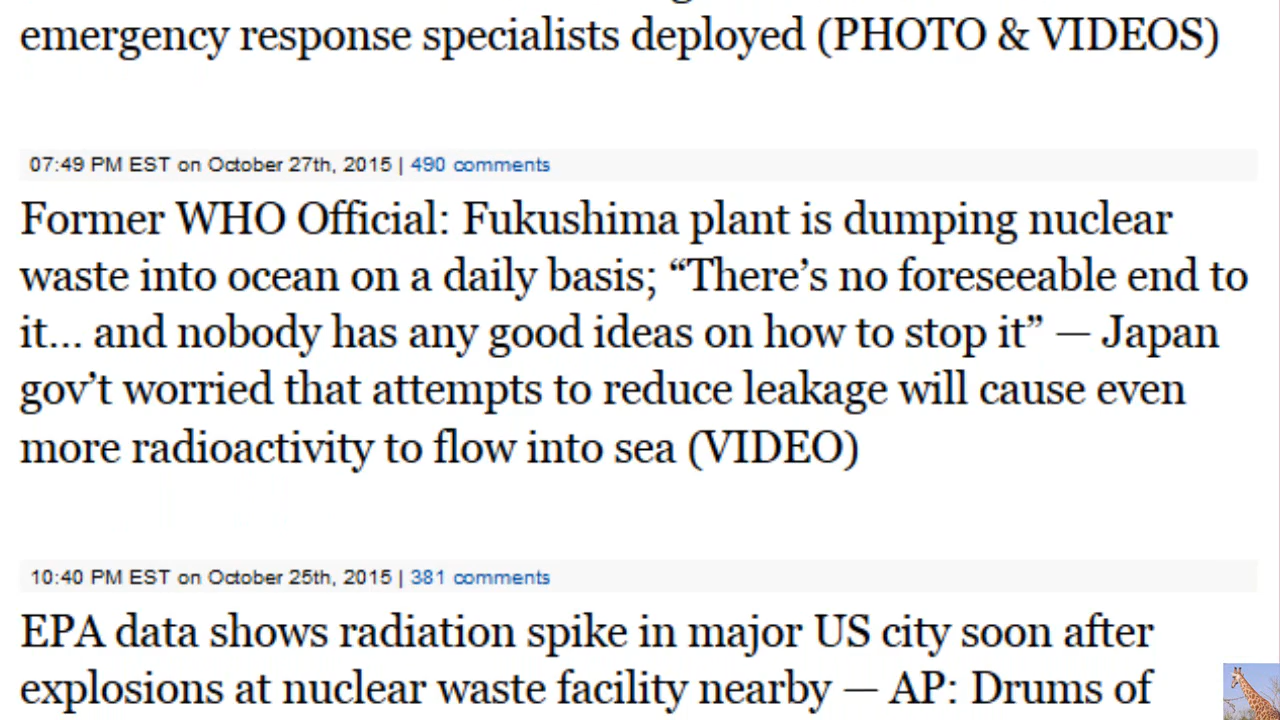 emergency response specialists deployed (PHOTO & VIDEOS)
07:49 PM EST on October 27th, 2015 | 490 comments
Former WHO Official: Fukushima plant is dumping nuclear
waste into ocean on a daily basis; “There’s no foreseeable end to
it… and nobody has any good ideas on how to stop it” — Japan
gov’t worried that attempts to reduce leakage will cause even
more radioactivity to flow into sea (VIDEO)
10:40 PM EST on October 25th, 2015 | 381 comments
EPA data shows radiation spike in major US city soon after
explosions at nuclear waste facility nearby — AP: Drums of